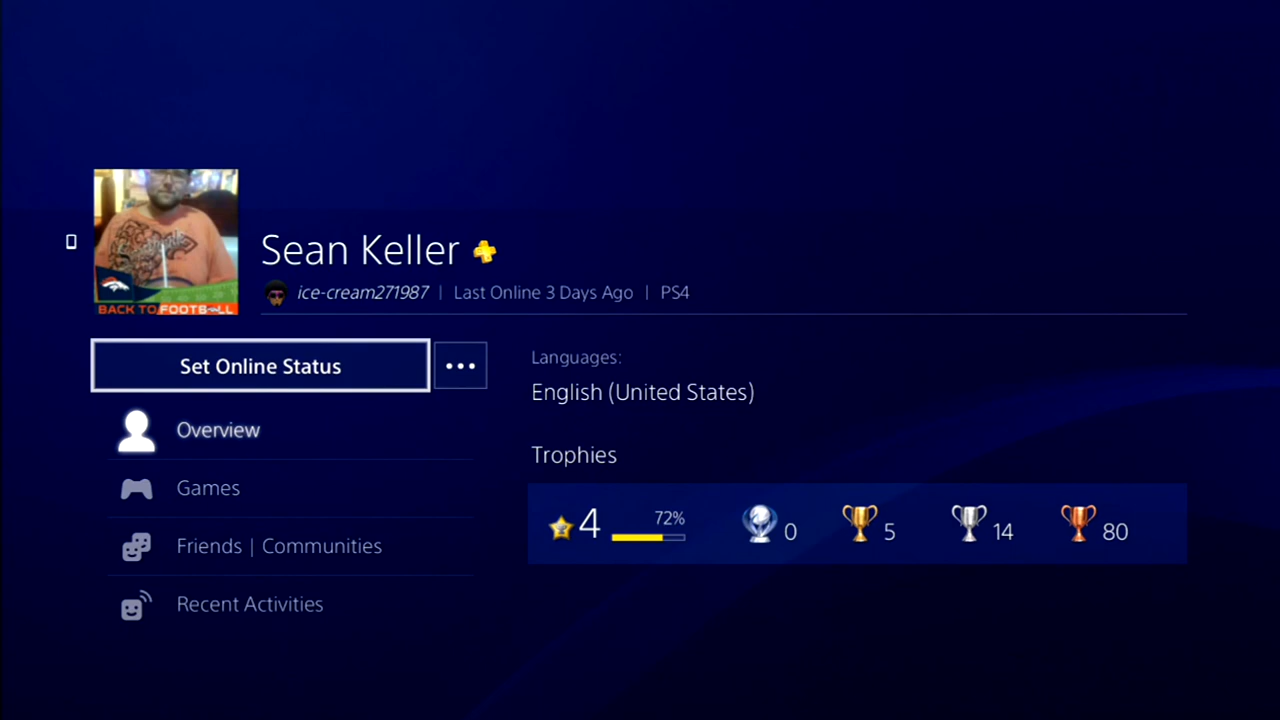 Sean Keller
ice-cream271987 | Last Online 3 Days Ago | PS4
BACK TO FOOTBALL
Set Online Status
Overview
Games
Friends | Communities
Recent Activities
Languages:
English (United States)
Trophies
4 72% 0 5 14 80